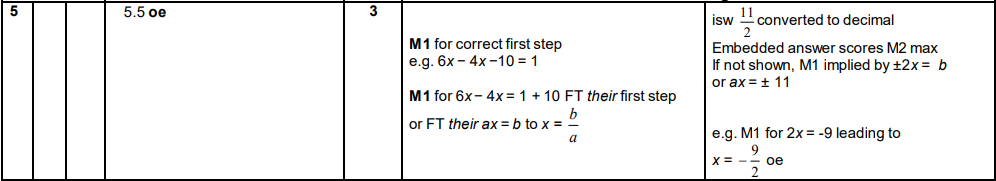 5
5.5 oe
3
M1 for correct first step
e.g. 6x – 4x –10 = 1
M1 for 6x – 4x = 1 + 10 FT their first step
or FT their ax = b to x = b/a
isw 11/2 converted to decimal
Embedded answer scores M2 max
If not shown, M1 implied by ±2x = b
or ax = ± 11
e.g. M1 for 2x = -9 leading to
x = – 9/2 oe